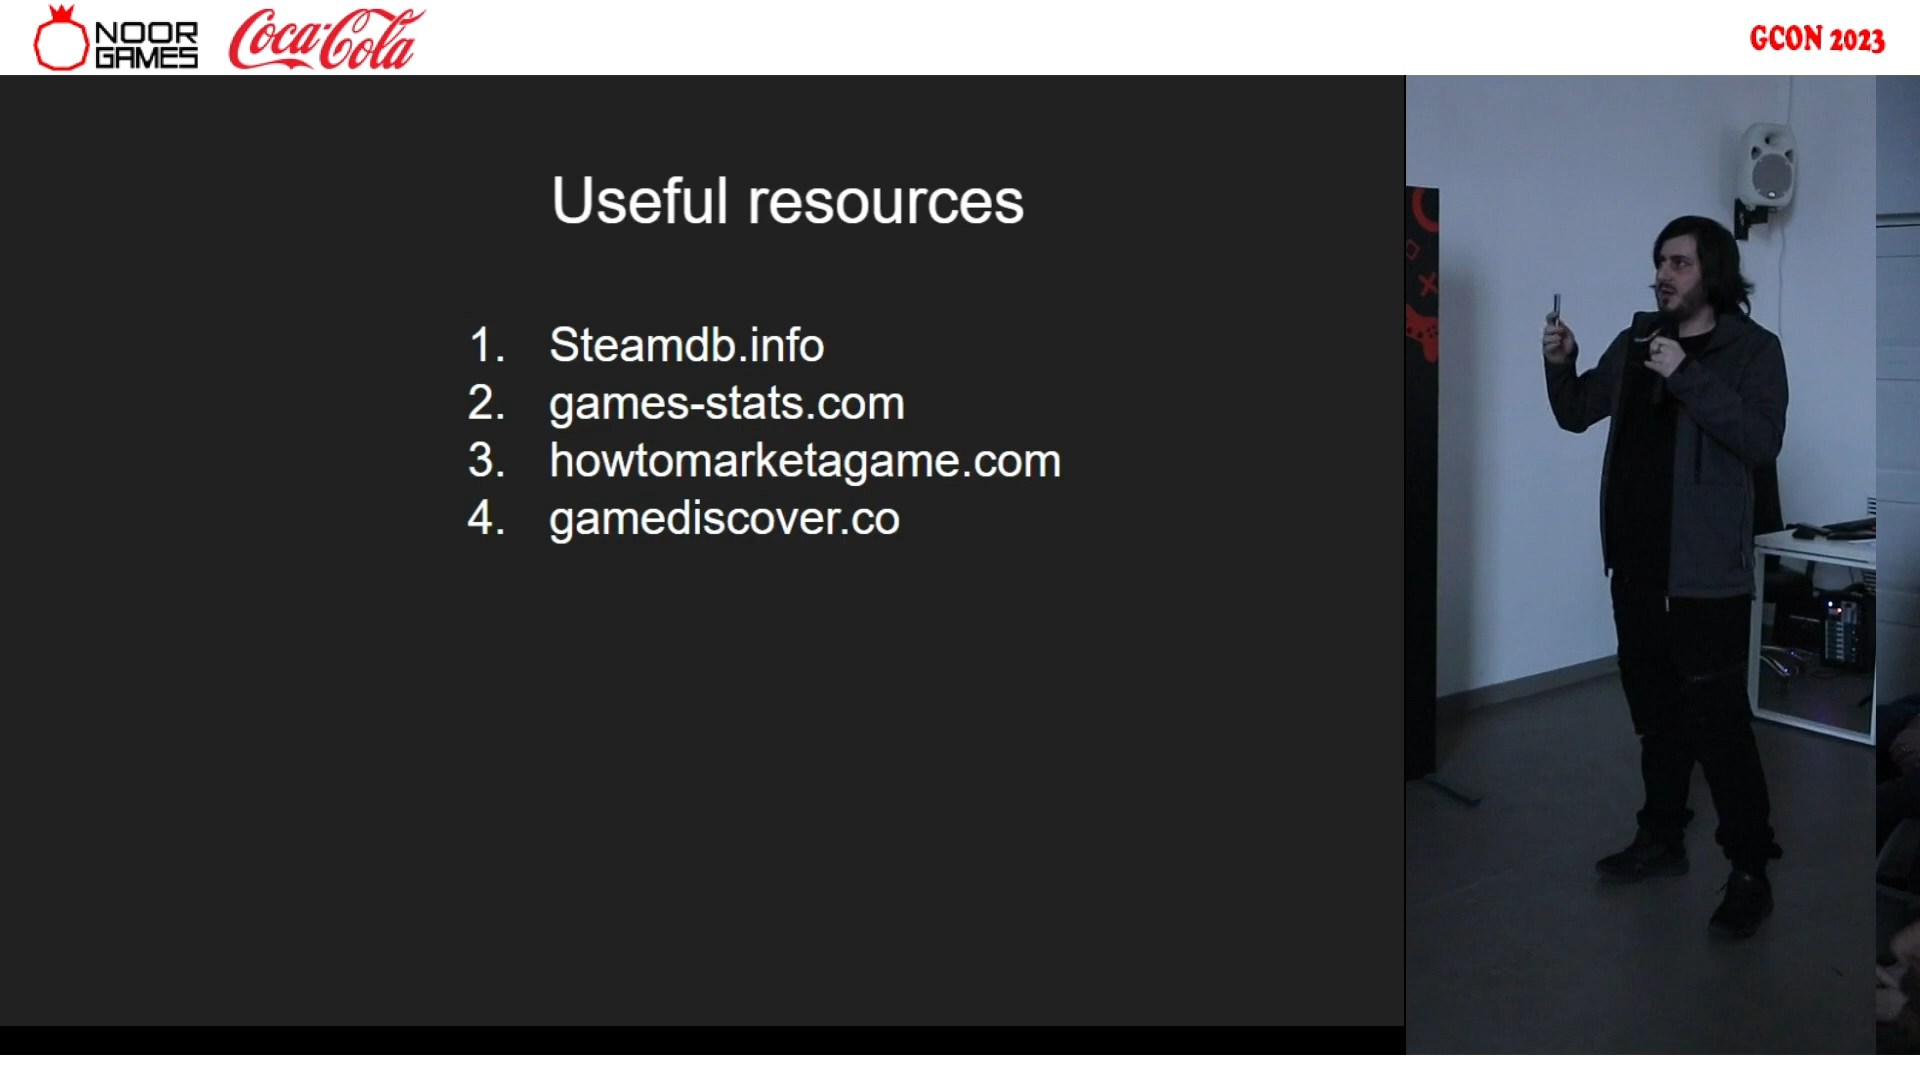 NOOR
GAMES
Coca-Cola
GCON 2023
Useful resources
1. Steamdb.info
2. games-stats.com
3. howtomarketagame.com
4. gamediscover.co